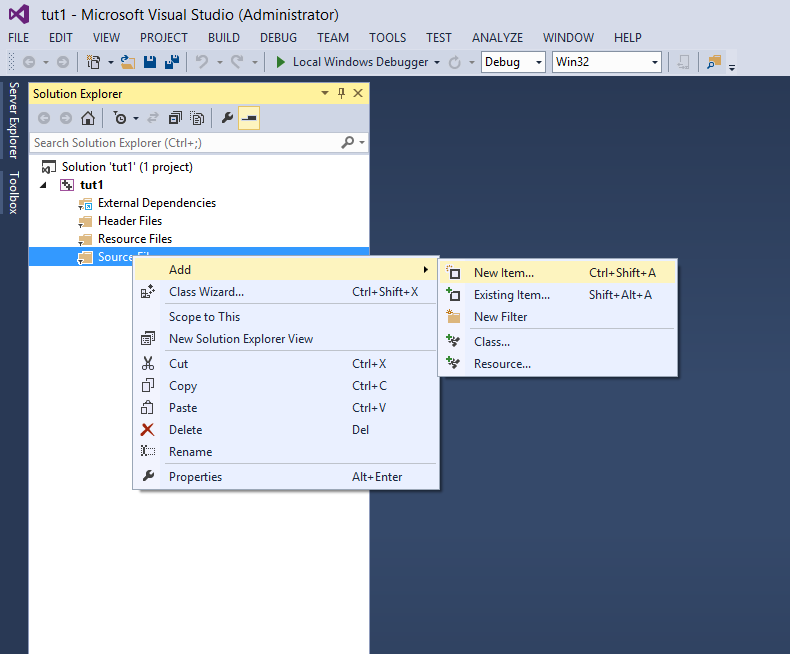 tut1 - Microsoft Visual Studio (Administrator)
FILE EDIT VIEW PROJECT BUILD DEBUG TEAM TOOLS TEST ANALYZE WINDOW HELP
Local Windows Debugger Debug Win32
Server Explorer
Toolbox
Solution Explorer
Search Solution Explorer (Ctrl+;)
Solution 'tut1' (1 project)
tut1
External Dependencies
Header Files
Resource Files
Source
Add
Class Wizard... Ctrl+Shift+X
Scope to This
New Solution Explorer View
Cut Ctrl+X
Copy Ctrl+C
Paste Ctrl+V
Delete Del
Rename
Properties Alt+Enter
New Item... Ctrl+Shift+A
Existing Item... Shift+Alt+A
New Filter
Class...
Resource...